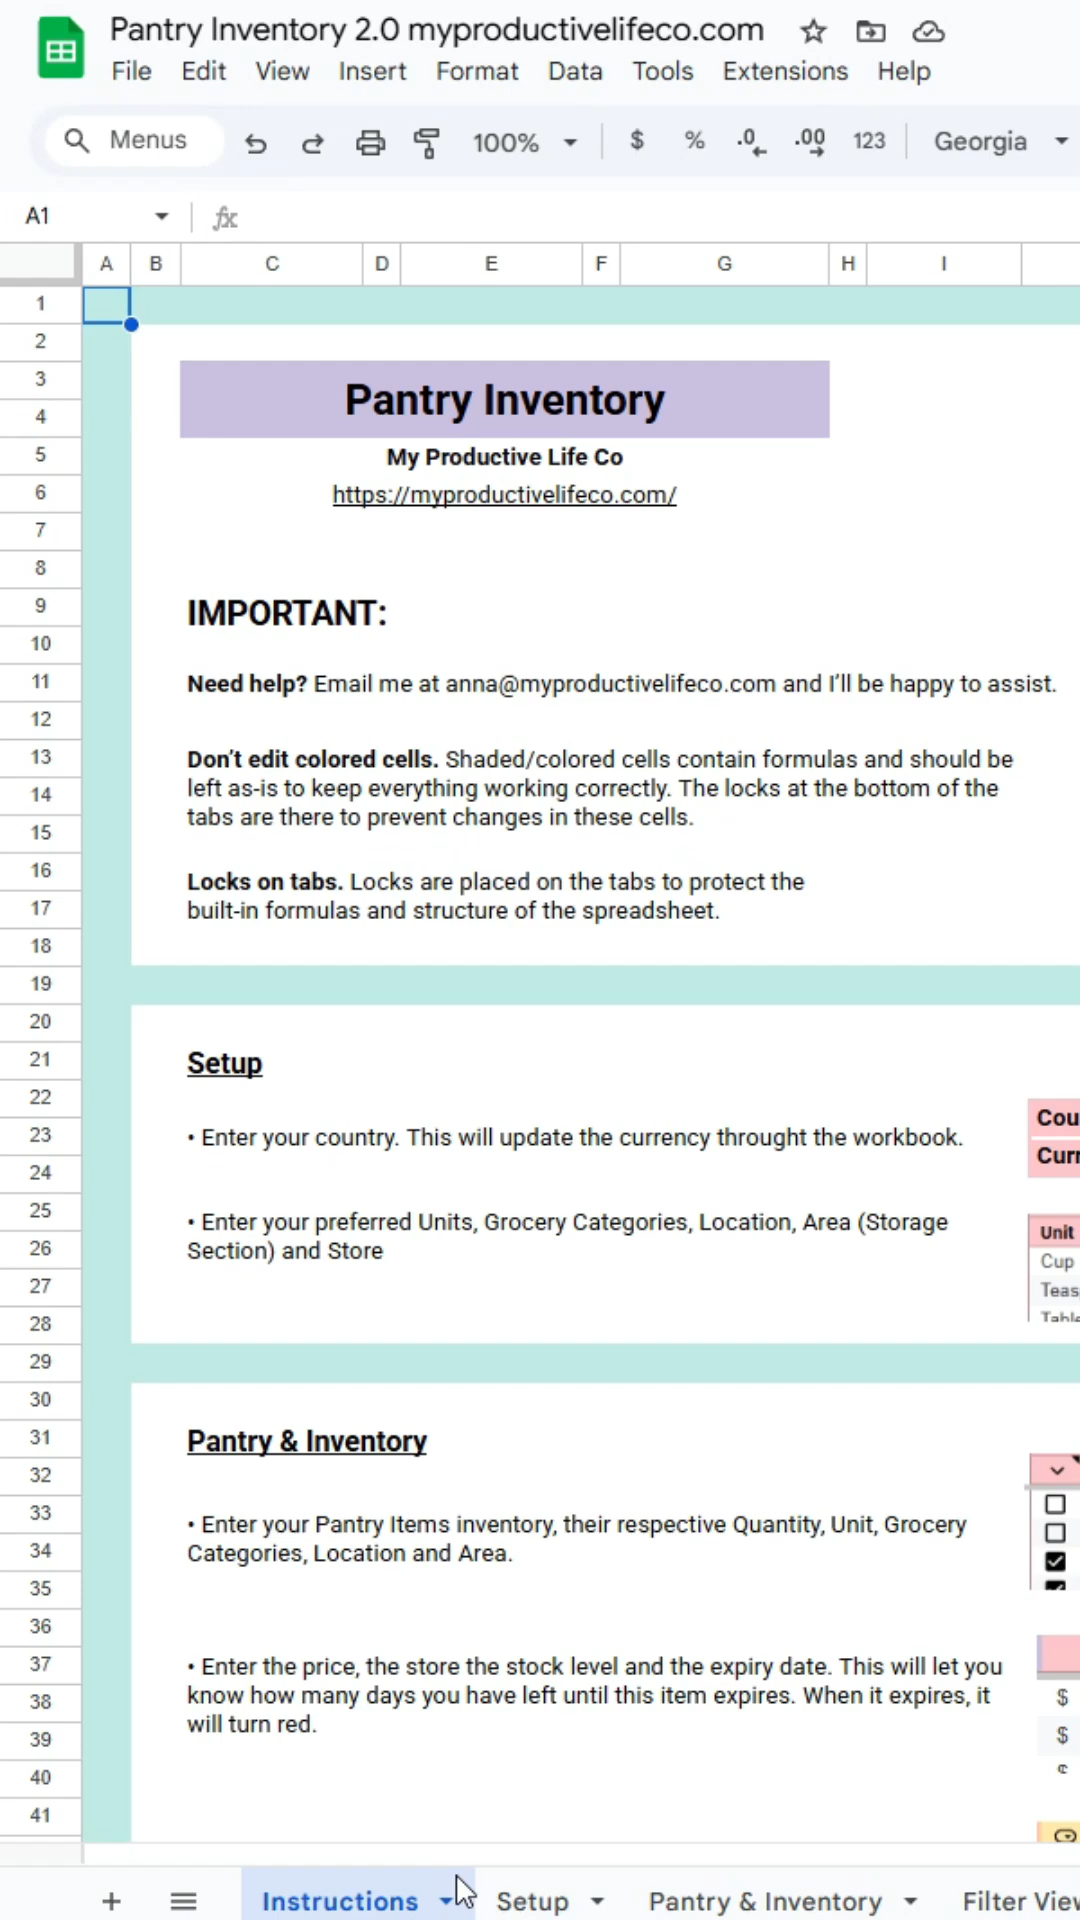 Pantry Inventory 2.0 myproductivelifeco.com
File Edit View Insert Format Data Tools Extensions Help
Menus 100% $ % .0 .00 123 Georgia
A1 fx
A B C D E F G H I
1
2
3
Pantry Inventory
4
5 My Productive Life Co
6 https://myproductivelifeco.com/
7
8
9 IMPORTANT:
10
11 Need help? Email me at anna@myproductivelifeco.com and I'll be happy to assist.
12
13 Don't edit colored cells. Shaded/colored cells contain formulas and should be
14 left as-is to keep everything working correctly. The locks at the bottom of the
15 tabs are there to prevent changes in these cells.
16 Locks on tabs. Locks are placed on the tabs to protect the
17 built-in formulas and structure of the spreadsheet.
18
19
20
21 Setup
22
23 • Enter your country. This will update the currency throught the workbook.
Cou
24
Curr
25 • Enter your preferred Units, Grocery Categories, Location, Area (Storage
Unit
26 Section) and Store
Cup
27
Teas
28
Table
29
30
31 Pantry & Inventory
32
33 • Enter your Pantry Items inventory, their respective Quantity, Unit, Grocery
34 Categories, Location and Area.
35
36
37 • Enter the price, the store the stock level and the expiry date. This will let you
38 know how many days you have left until this item expires. When it expires, it
$
39 will turn red.
$
40
41
+ Instructions Setup Pantry & Inventory Filter View